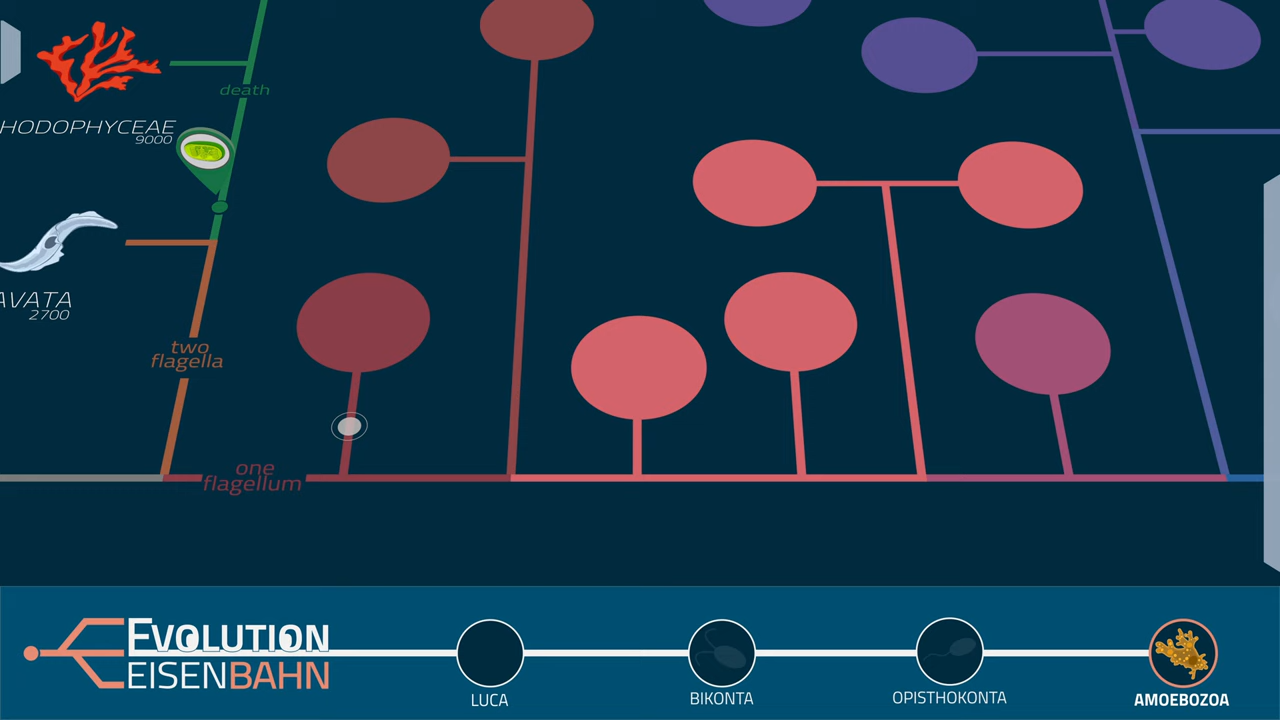 death
HODOPHYCEAE
9000
AVATA
2700
two
flagella
one
flagellum
EVOLUTION
EISENBAHN
LUCA
BIKONTA
OPISTHOKONTA
AMOEBOZOA